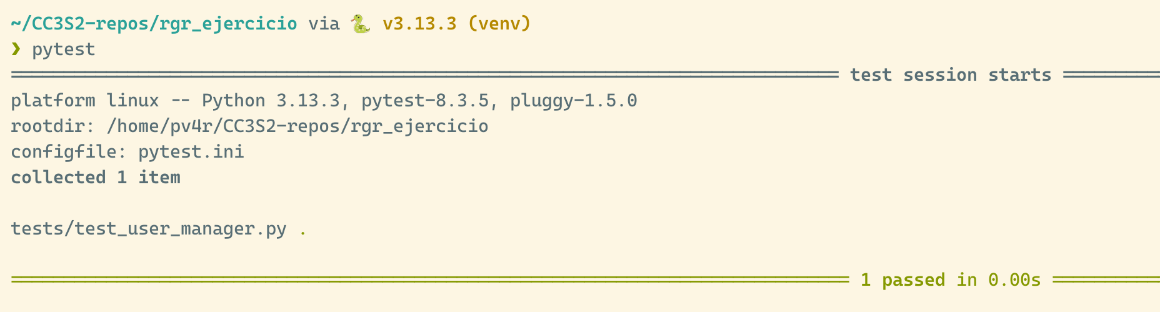 ~/CC3S2-repos/rgr_ejercicio via 🐍 v3.13.3 (venv)
❯ pytest
════════════════════════════════ test session starts ═════════
platform linux -- Python 3.13.3, pytest-8.3.5, pluggy-1.5.0
rootdir: /home/pv4r/CC3S2-repos/rgr_ejercicio
configfile: pytest.ini
collected 1 item
tests/test_user_manager.py .
════════════════════════════════ 1 passed in 0.00s ═════════